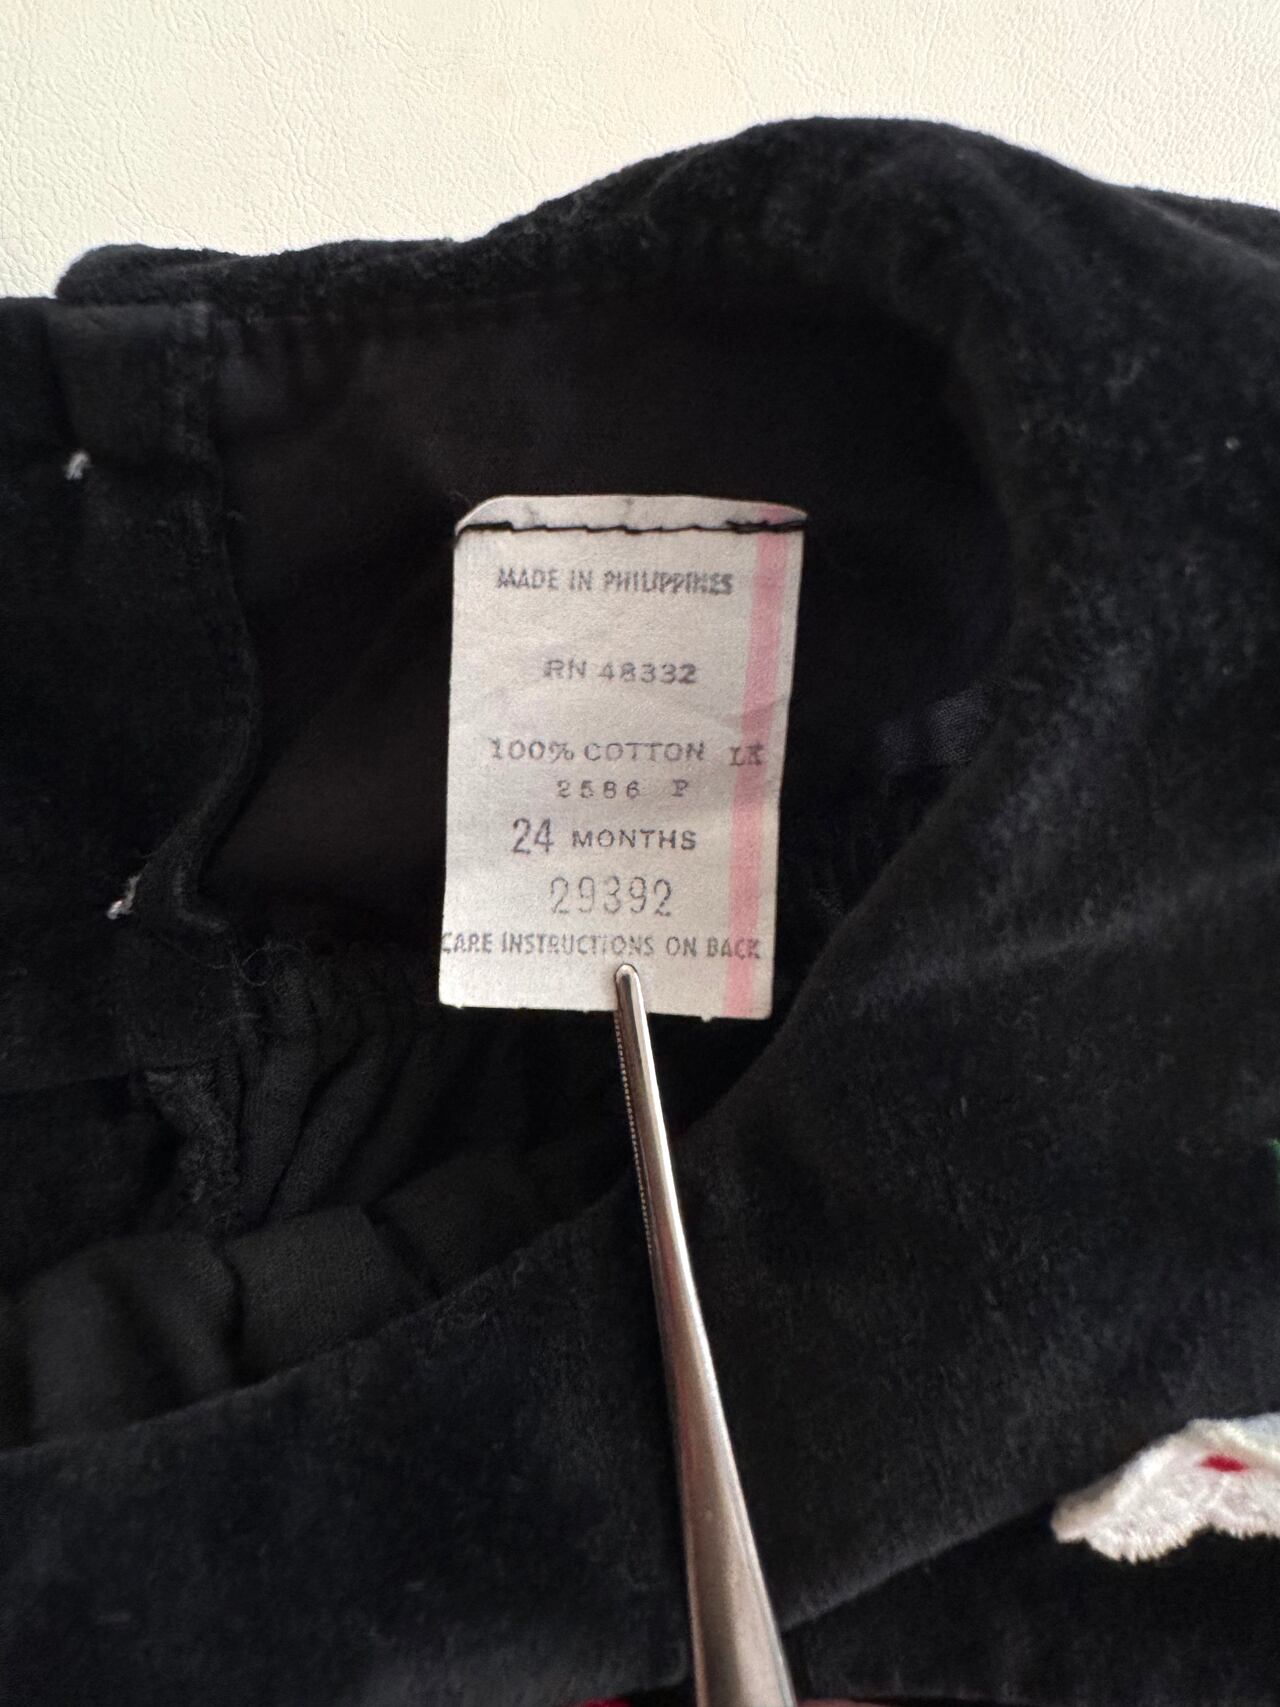 MADE IN PHILIPPINES
RN 48332
100% COTTON LK
2586 P
24 MONTHS
29392
CARE INSTRUCTIONS ON BACK